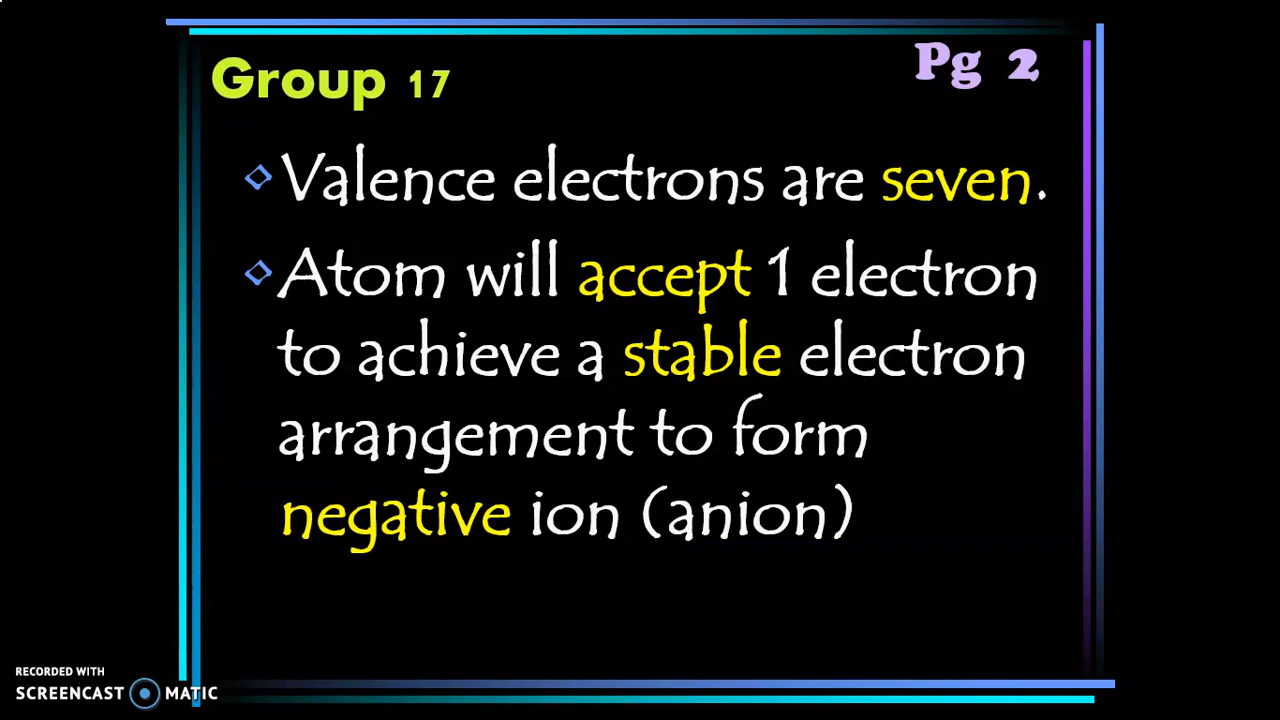 Group 17
Pg 2
Valence electrons are seven.
Atom will accept 1 electron
to achieve a stable electron
arrangement to form
negative ion (anion)
RECORDED WITH
SCREENCAST MATIC